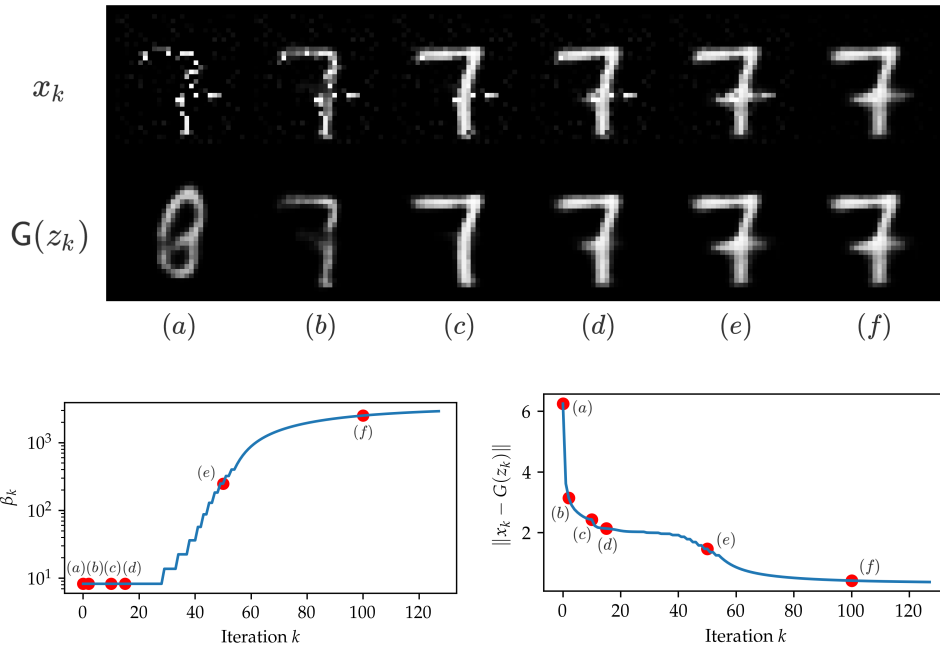 x_k
G(z_k)
(a) (b) (c) (d) (e) (f)
β_k
10^3
10^2
10^1
(a)(b)(c)(d)
(e)
(f)
0 20 40 60 80 100 120
Iteration k
‖x_k − G(z_k)‖
6
4
2
(a)
(b)
(c)
(d)
(e)
(f)
0 20 40 60 80 100 120
Iteration k